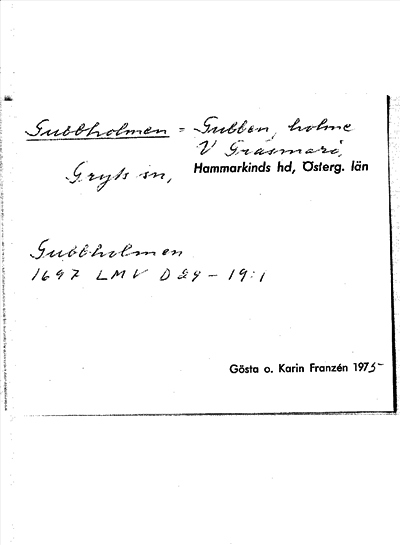 Gubbholmen = Gubben, holme
V Gräsmarö,
Gryts sn, Hammarkinds hd, Österg. län
Gubbholmen
1697 LMV D24-19:1
Gösta o. Karin Franzén 1975